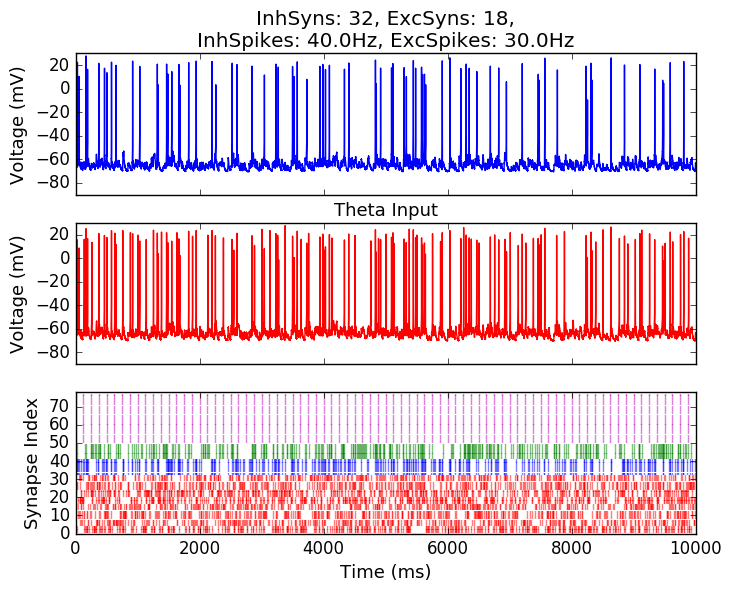 InhSyns: 32, ExcSyns: 18,
InhSpikes: 40.0Hz, ExcSpikes: 30.0Hz
20
0
−20
−40
−60
−80
Voltage (mV)
Theta Input
20
0
−20
−40
−60
−80
Voltage (mV)
70
60
50
40
30
20
10
0
Synapse Index
0 2000 4000 6000 8000 10000
Time (ms)